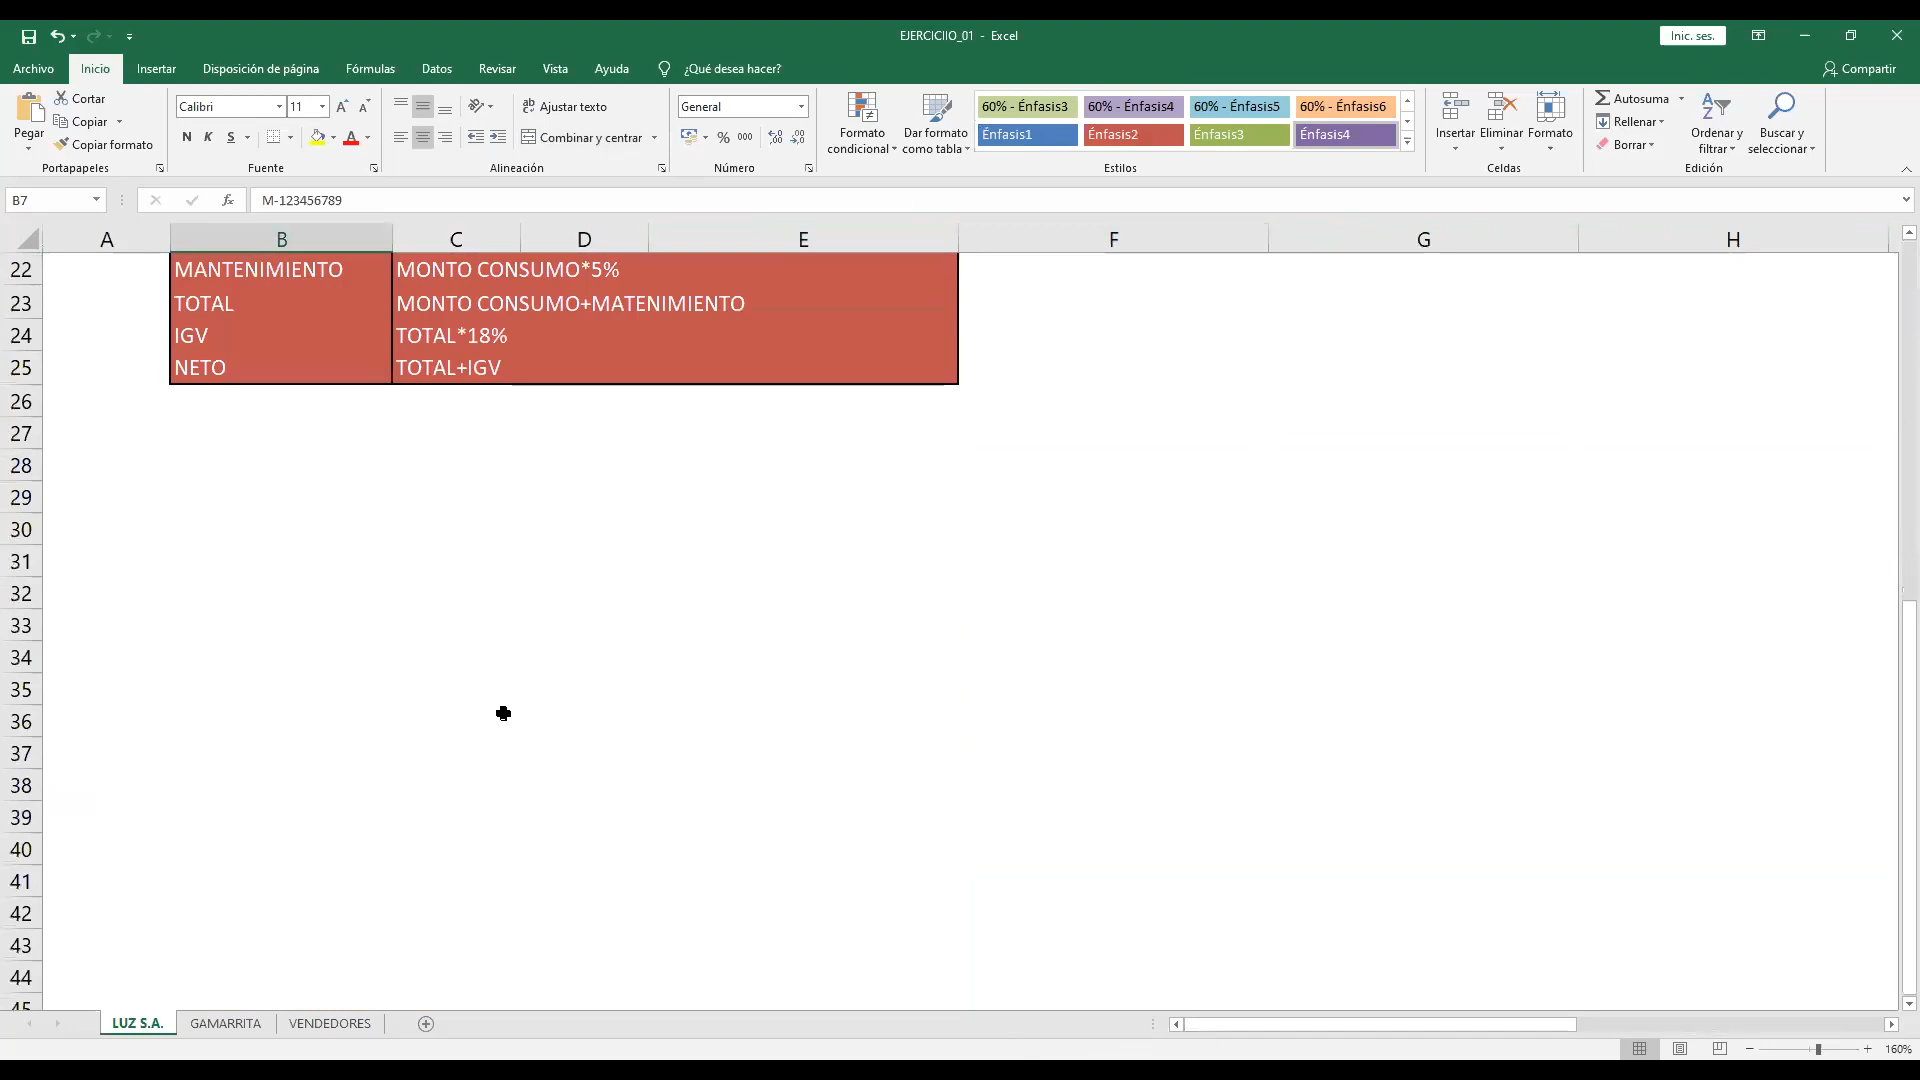 EJERCICIIO_01 - Excel
Inic. ses.
Archivo Inicio Insertar Disposición de página Fórmulas Datos Revisar Vista Ayuda ¿Qué desea hacer? Compartir
Pegar
Cortar
Copiar
Copiar formato
Portapapeles
Calibri 11
N K S
Fuente
Ajustar texto
Combinar y centrar
Alineación
General
% 000
Número
Formato condicional
Dar formato como tabla
60% - Énfasis3 60% - Énfasis4 60% - Énfasis5 60% - Énfasis6
Énfasis1 Énfasis2 Énfasis3 Énfasis4
Estilos
Insertar Eliminar Formato
Celdas
Autosuma
Rellenar
Borrar
Ordenar y filtrar
Buscar y seleccionar
Edición
B7 fx M-123456789
A B C D E F G H
22 MANTENIMIENTO MONTO CONSUMO*5%
23 TOTAL MONTO CONSUMO+MATENIMIENTO
24 IGV TOTAL*18%
25 NETO TOTAL+IGV
26
27
28
29
30
31
32
33
34
35
36
37
38
39
40
41
42
43
44
45
LUZ S.A. GAMARRITA VENDEDORES
160%